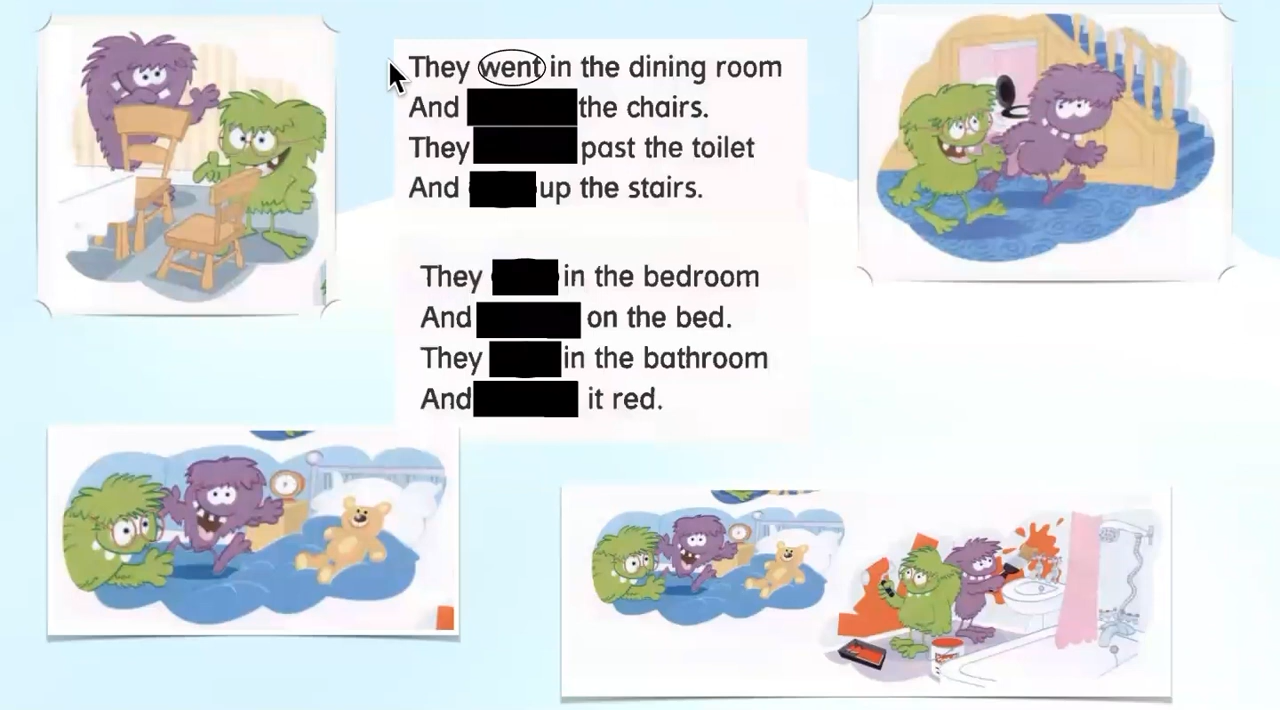 They went in the dining room
And the chairs.
They past the toilet
And up the stairs.
They in the bedroom
And on the bed.
They in the bathroom
And it red.